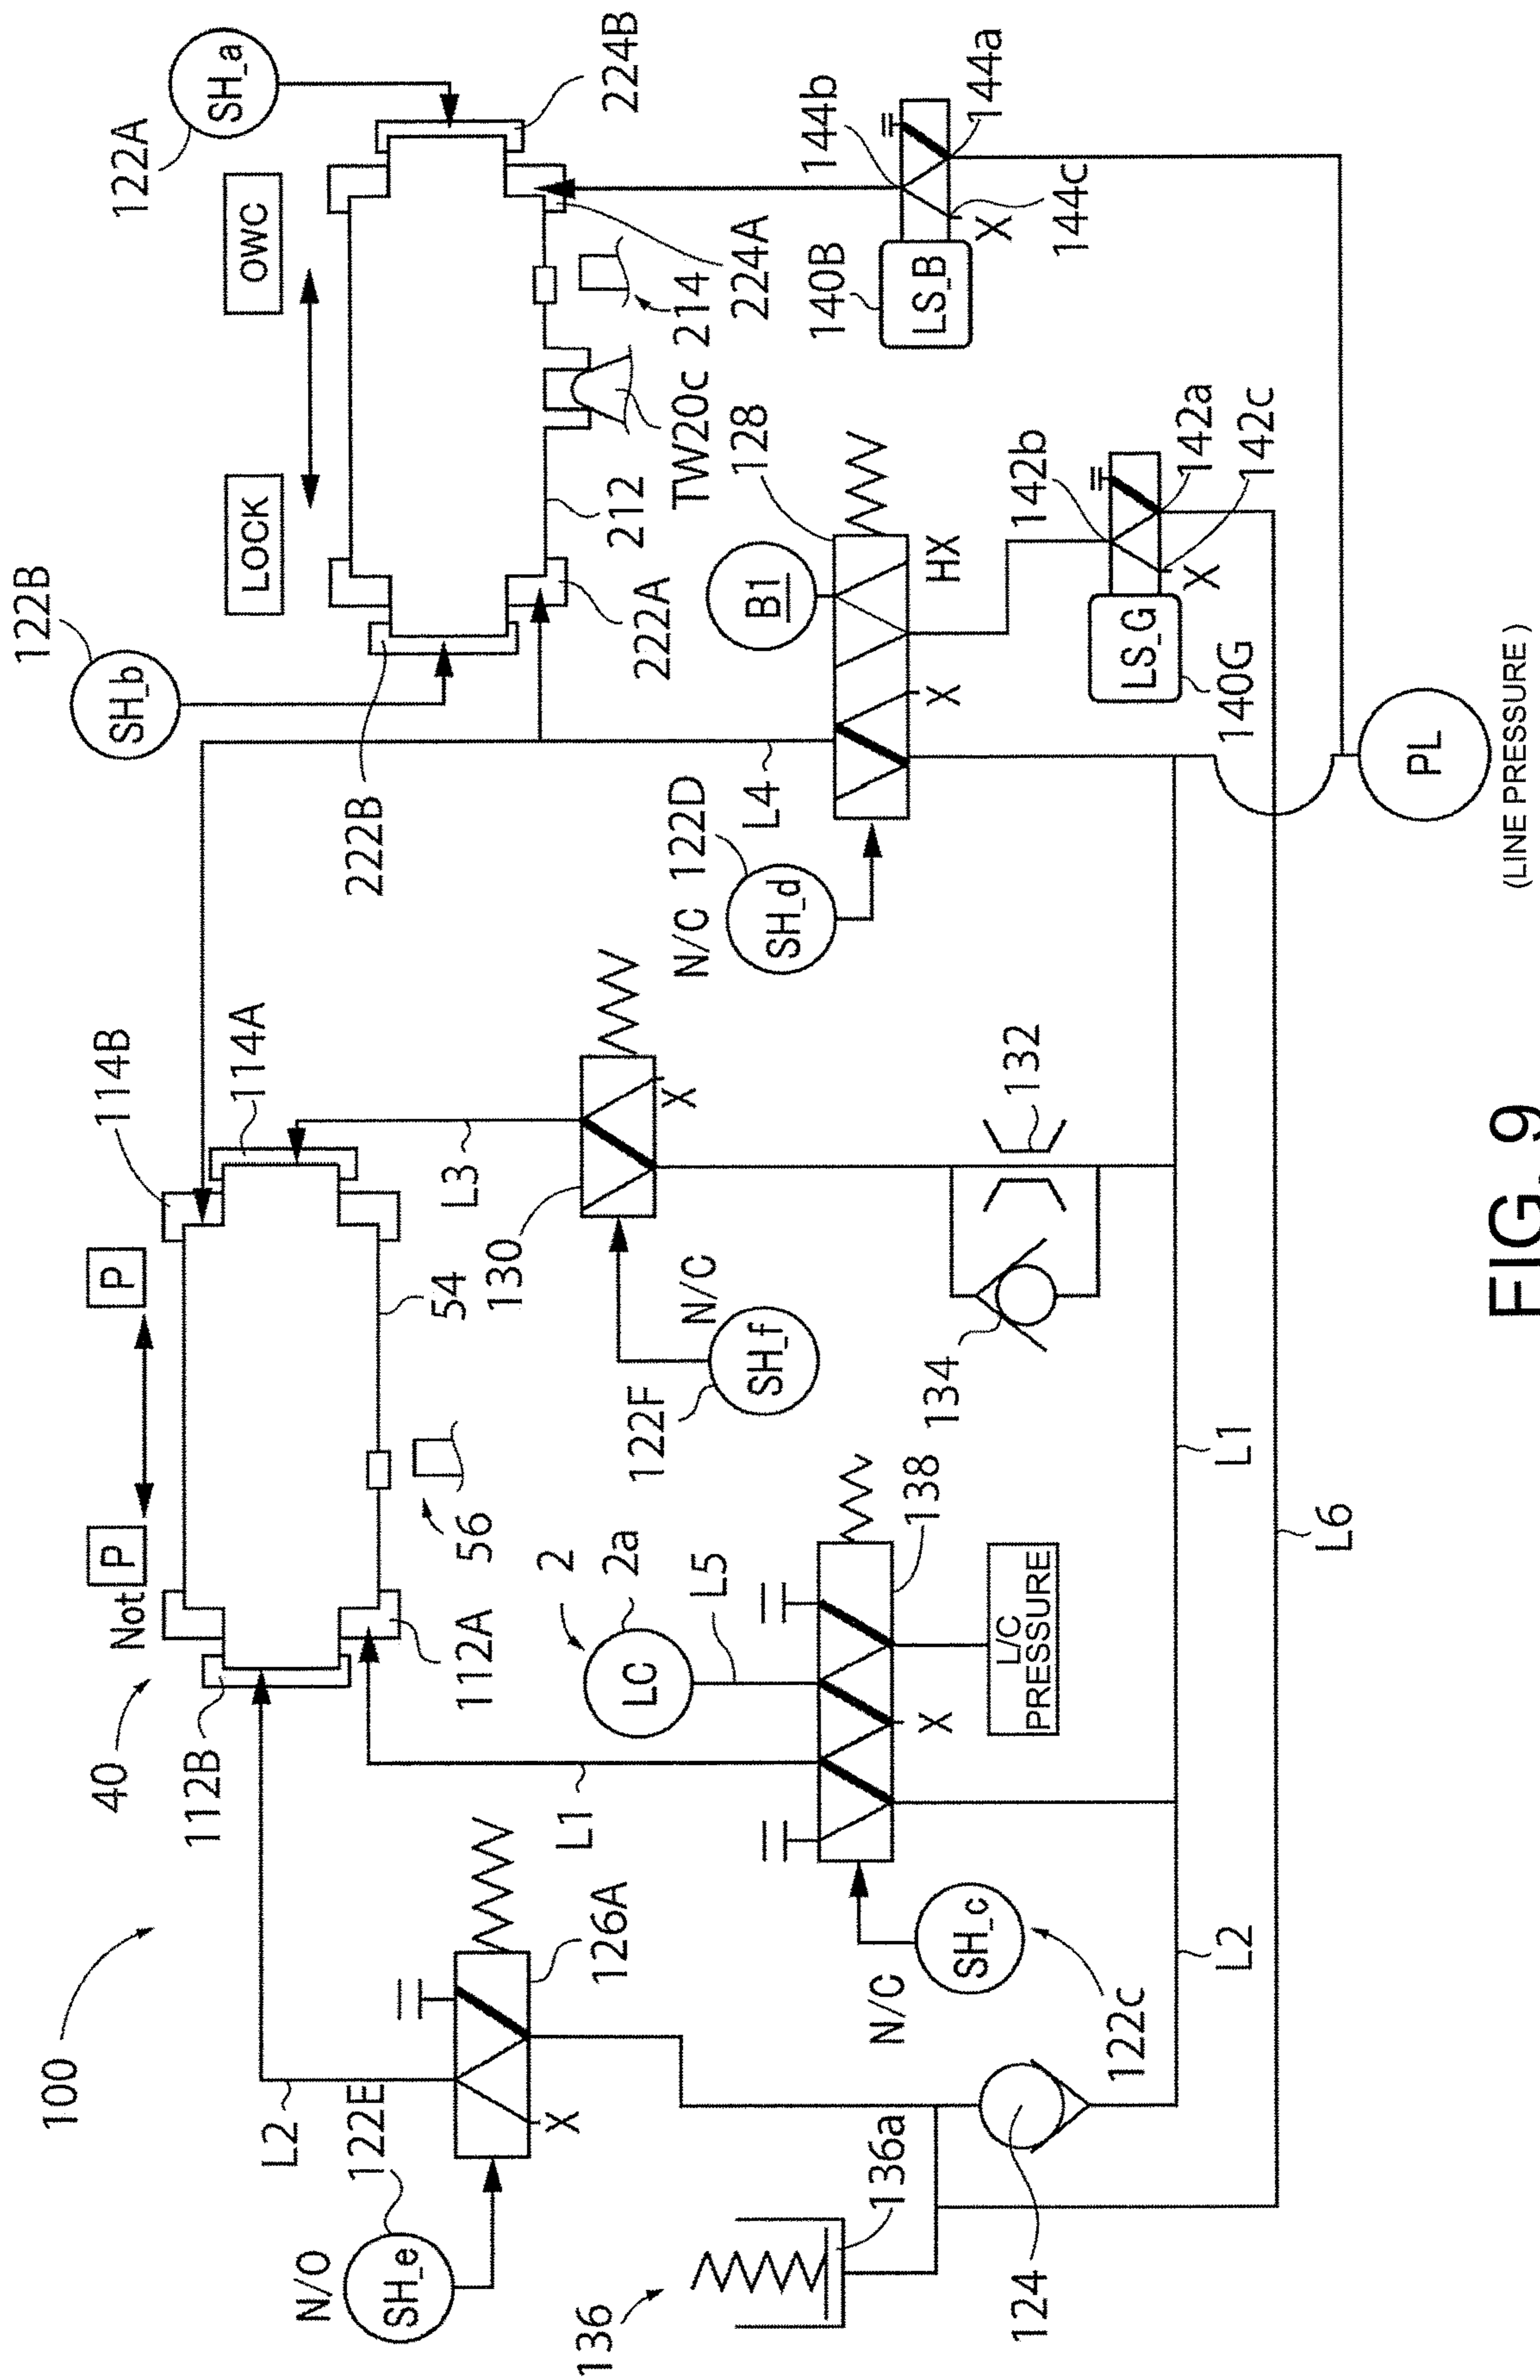 100
40
Not P
P
114B
114A
122B
SH_b
LOCK
OWC
122A
SH_a
112B
L2
N/O
122E
SH_e
112A
56
54
L3
130
222B
222A
212
TW20c
214
224A
224B
X
126A
L1
2
2a
LC
L5
138
122F
SH_f
N/C
X
N/C
122D
SH_d
L4
B1
128
X
HX
140B
LS_B
144b
144a
144c
X
136
136a
N/C
SH_c
122c
X
L/C
PRESSURE
134
132
142b
142a
142c
LS_G
X
140G
124
L2
L1
L6
PL
(LINE PRESSURE)
FIG. 9